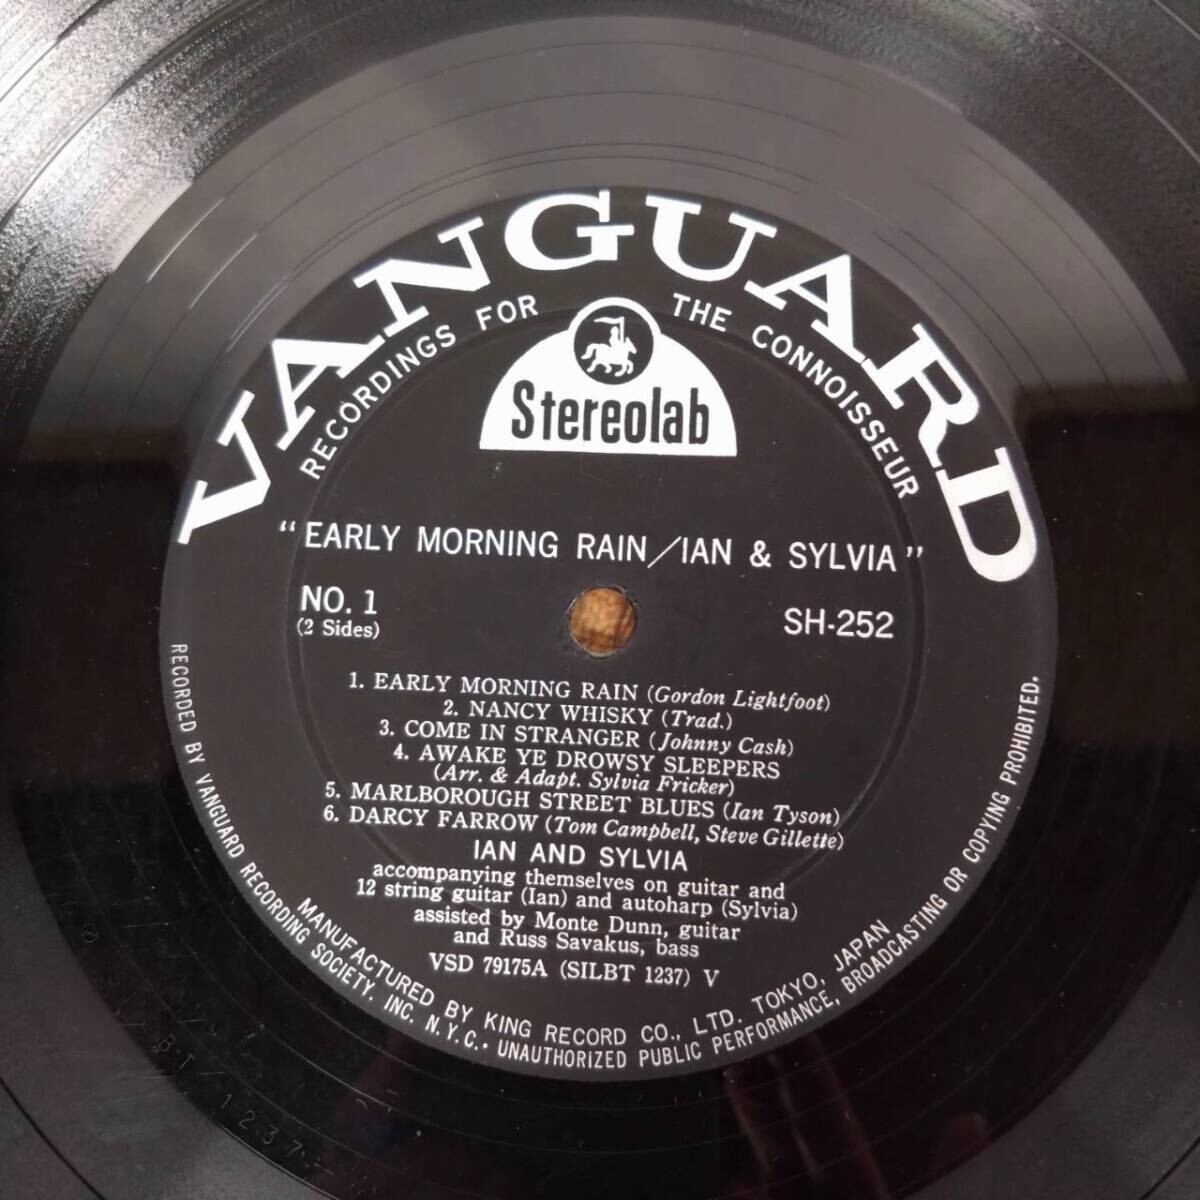 VANGUARD
RECORDINGS FOR THE CONNOISSEUR
Stereolab
"EARLY MORNING RAIN/IAN & SYLVIA"
NO. 1
(2 Sides)
SH-252
1. EARLY MORNING RAIN (Gordon Lightfoot)
2. NANCY WHISKY (Trad.)
3. COME IN STRANGER (Johnny Cash)
4. AWAKE YE DROWSY SLEEPERS
(Arr. & Adapt. Sylvia Fricker)
5. MARLBOROUGH STREET BLUES (Ian Tyson)
6. DARCY FARROW (Tom Campbell, Steve Gillette)
IAN AND SYLVIA
accompanying themselves on guitar and
12 string guitar (Ian) and autoharp (Sylvia)
assisted by Monte Dunn, guitar
and Russ Savakus, bass
VSD 79175A (SILBT 1237) V
MANUFACTURED BY KING RECORD CO., LTD. TOKYO, JAPAN
RECORDED BY VANGUARD RECORDING SOCIETY, INC. N.Y.C. • UNAUTHORIZED PUBLIC PERFORMANCE, BROADCASTING OR COPYING PROHIBITED.
BT/1237